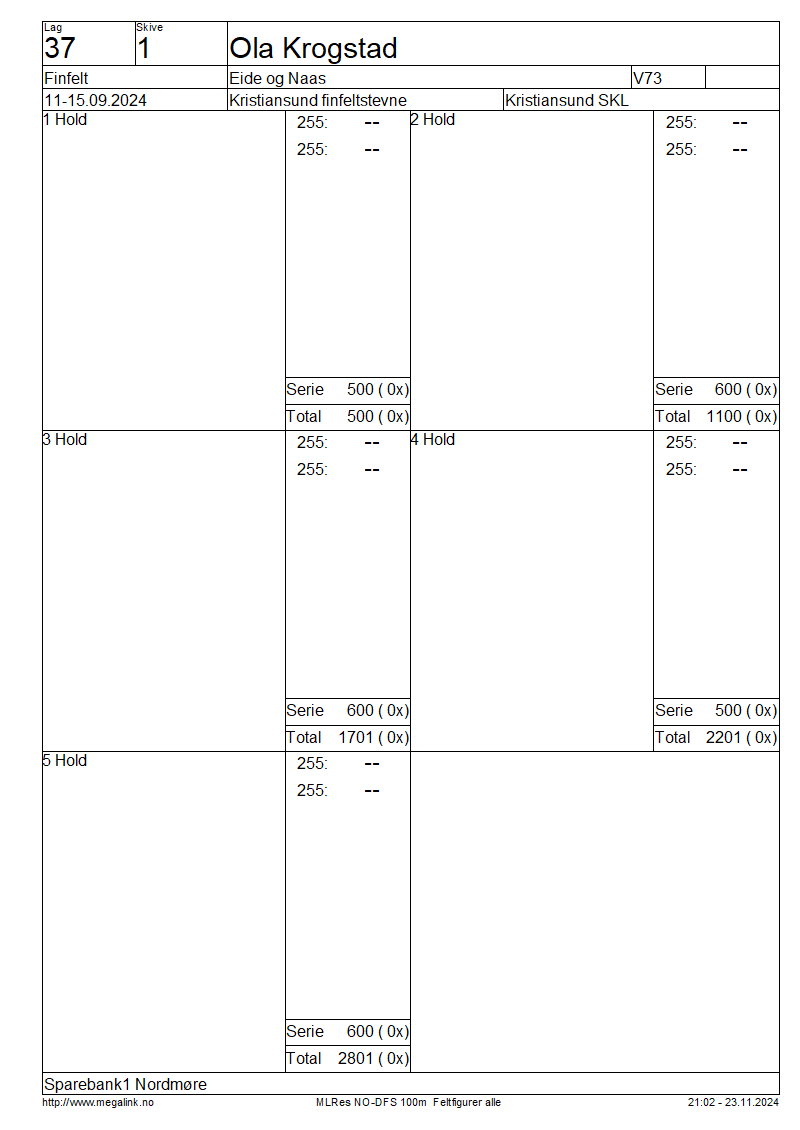 Lag Skive
37 1 Ola Krogstad
Finfelt Eide og Naas V73
11-15.09.2024 Kristiansund finfeltstevne Kristiansund SKL
1 Hold 255: -- 2 Hold 255: --
255: -- 255: --
Serie 500 ( 0x) Serie 600 ( 0x)
Total 500 ( 0x) Total 1100 ( 0x)
3 Hold 255: -- 4 Hold 255: --
255: -- 255: --
Serie 600 ( 0x) Serie 500 ( 0x)
Total 1701 ( 0x) Total 2201 ( 0x)
5 Hold 255: --
255: --
Serie 600 ( 0x)
Total 2801 ( 0x)
Sparebank1 Nordmøre
http://www.megalink.no MLRes NO-DFS 100m Feltfigurer alle 21:02 - 23.11.2024